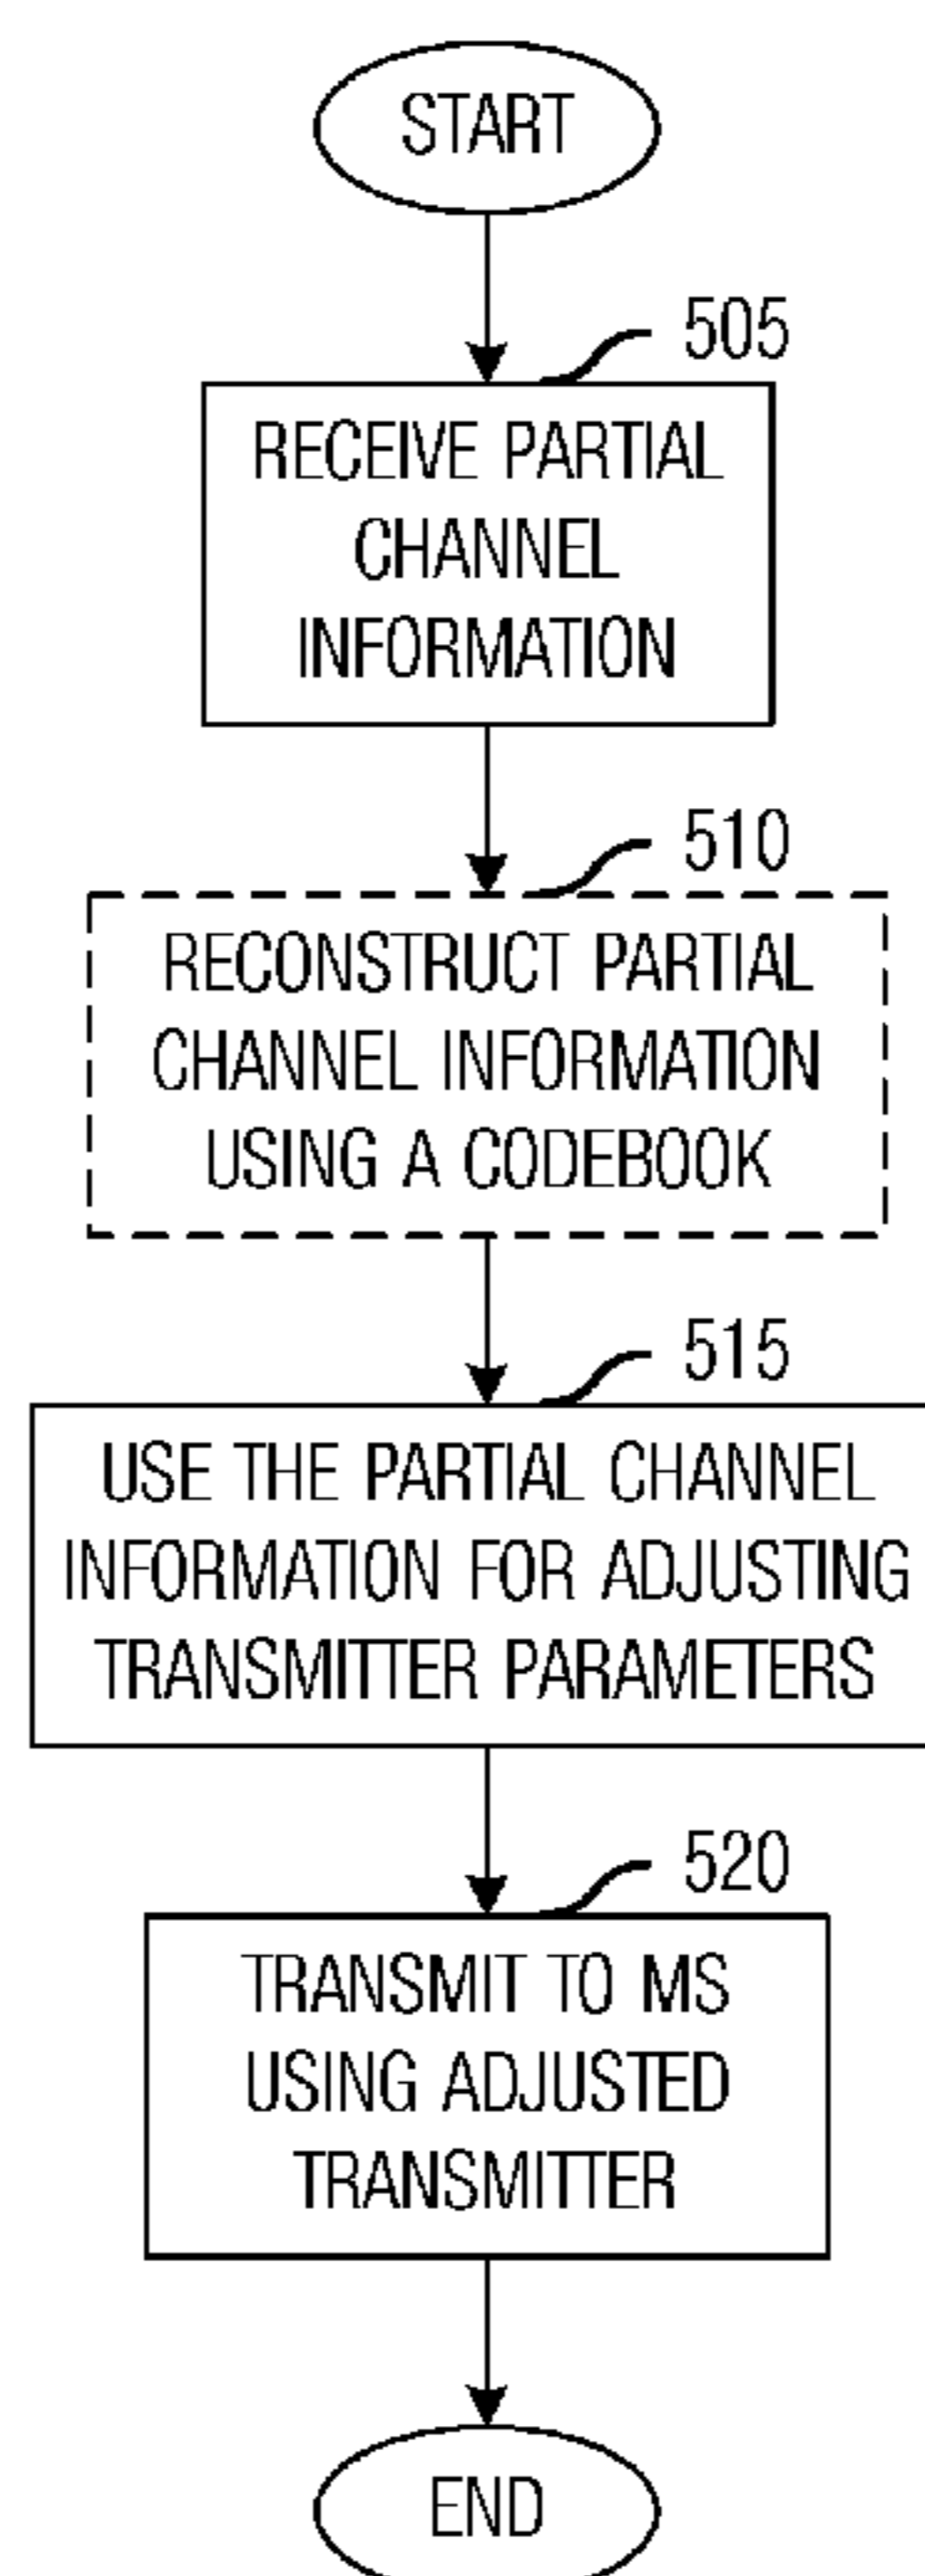 START
505
RECEIVE PARTIAL
CHANNEL
INFORMATION
510
RECONSTRUCT PARTIAL
CHANNEL INFORMATION
USING A CODEBOOK
515
USE THE PARTIAL CHANNEL
INFORMATION FOR ADJUSTING
TRANSMITTER PARAMETERS
520
TRANSMIT TO MS
USING ADJUSTED
TRANSMITTER
END